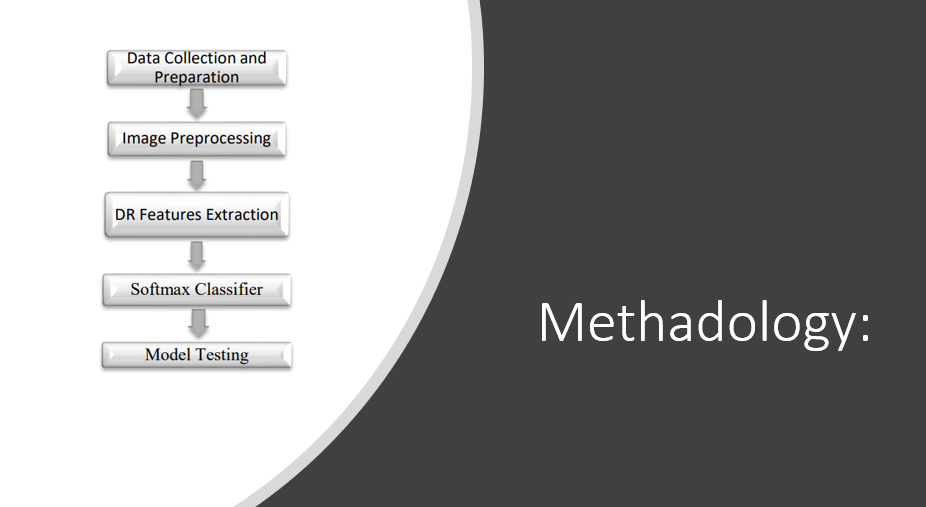 Data Collection and
Preparation
Image Preprocessing
DR Features Extraction
Softmax Classifier
Model Testing
Methadology: